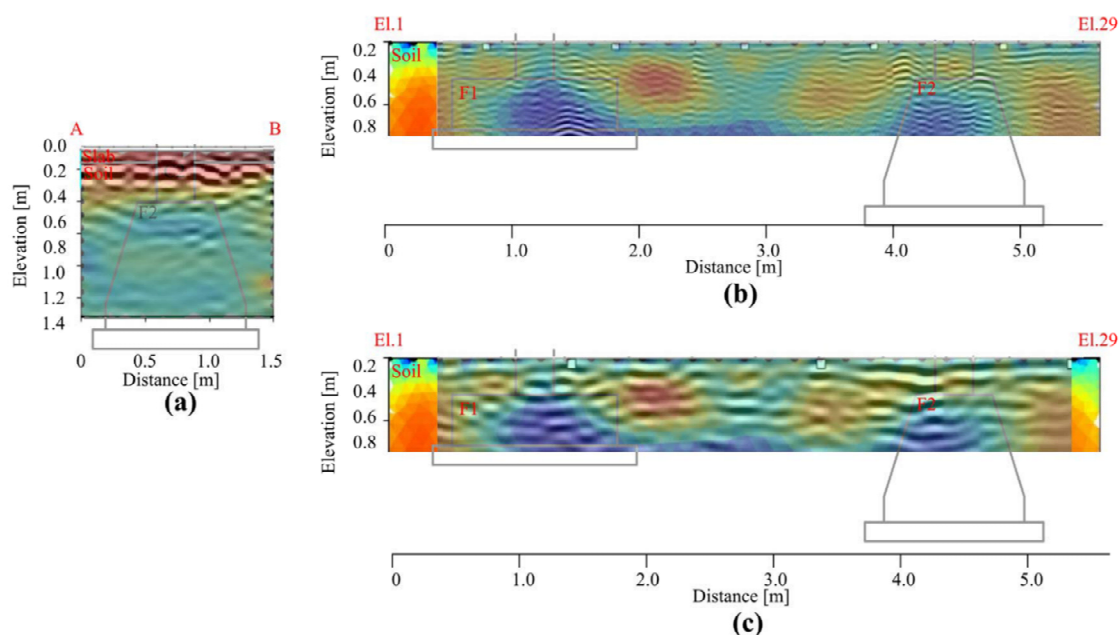 El.1 El.29
Soil
F1
F2
0.2
0.4
0.6
0.8
Elevation [m]
0 1.0 2.0 3.0 4.0 5.0
Distance [m]
(b)
A B
0.0
0.2
0.4
0.6
0.8
1.0
1.2
1.4
Elevation [m]
Slab
Soil
F2
0 0.5 1.0 1.5
Distance [m]
(a)
El.1 El.29
Soil
F1
F2
0.2
0.4
0.6
0.8
Elevation [m]
0 1.0 2.0 3.0 4.0 5.0
Distance [m]
(c)